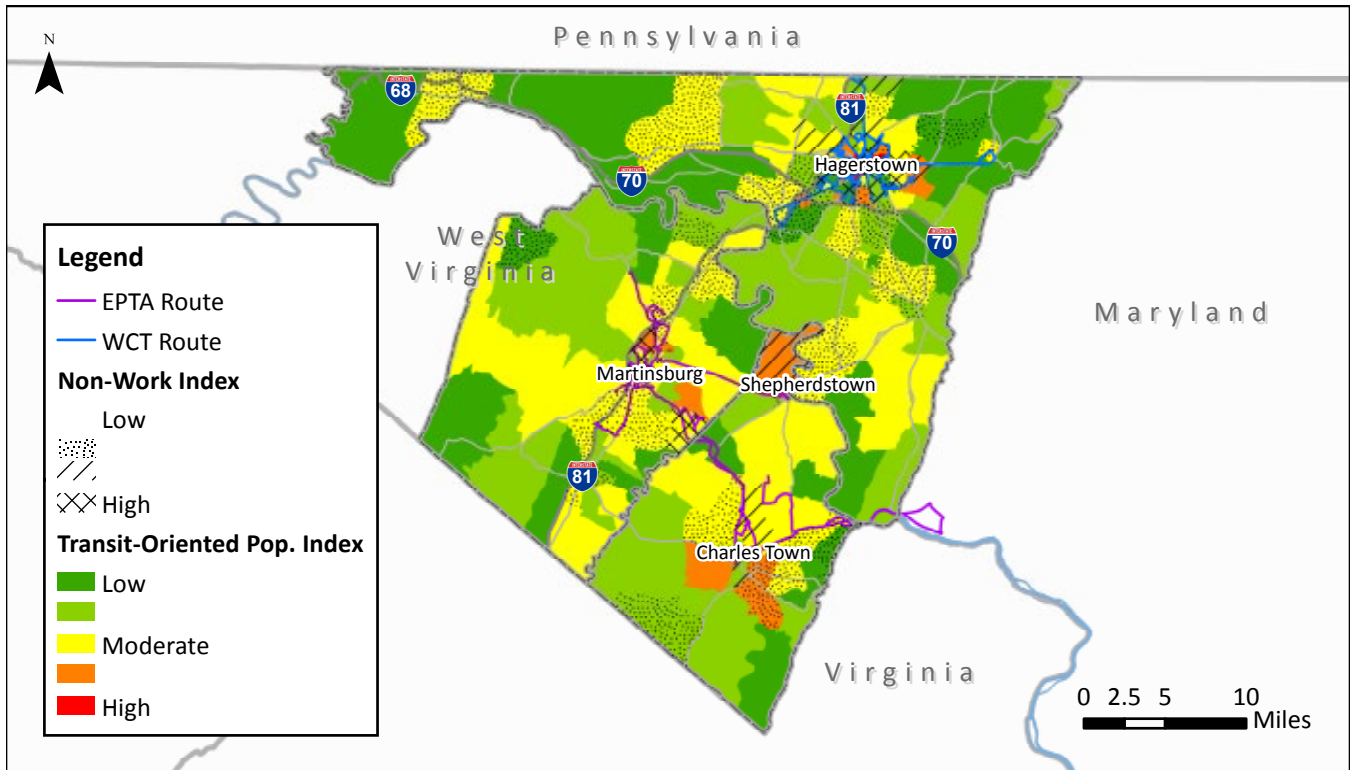 Pennsylvania
N
68
81
Hagerstown
70
70
West
Virginia
Maryland
Legend
EPTA Route
WCT Route
Non-Work Index
Low
High
Transit-Oriented Pop. Index
Low
Moderate
High
Martinsburg
Shepherdstown
81
Charles Town
Virginia
0 2.5 5 10
Miles